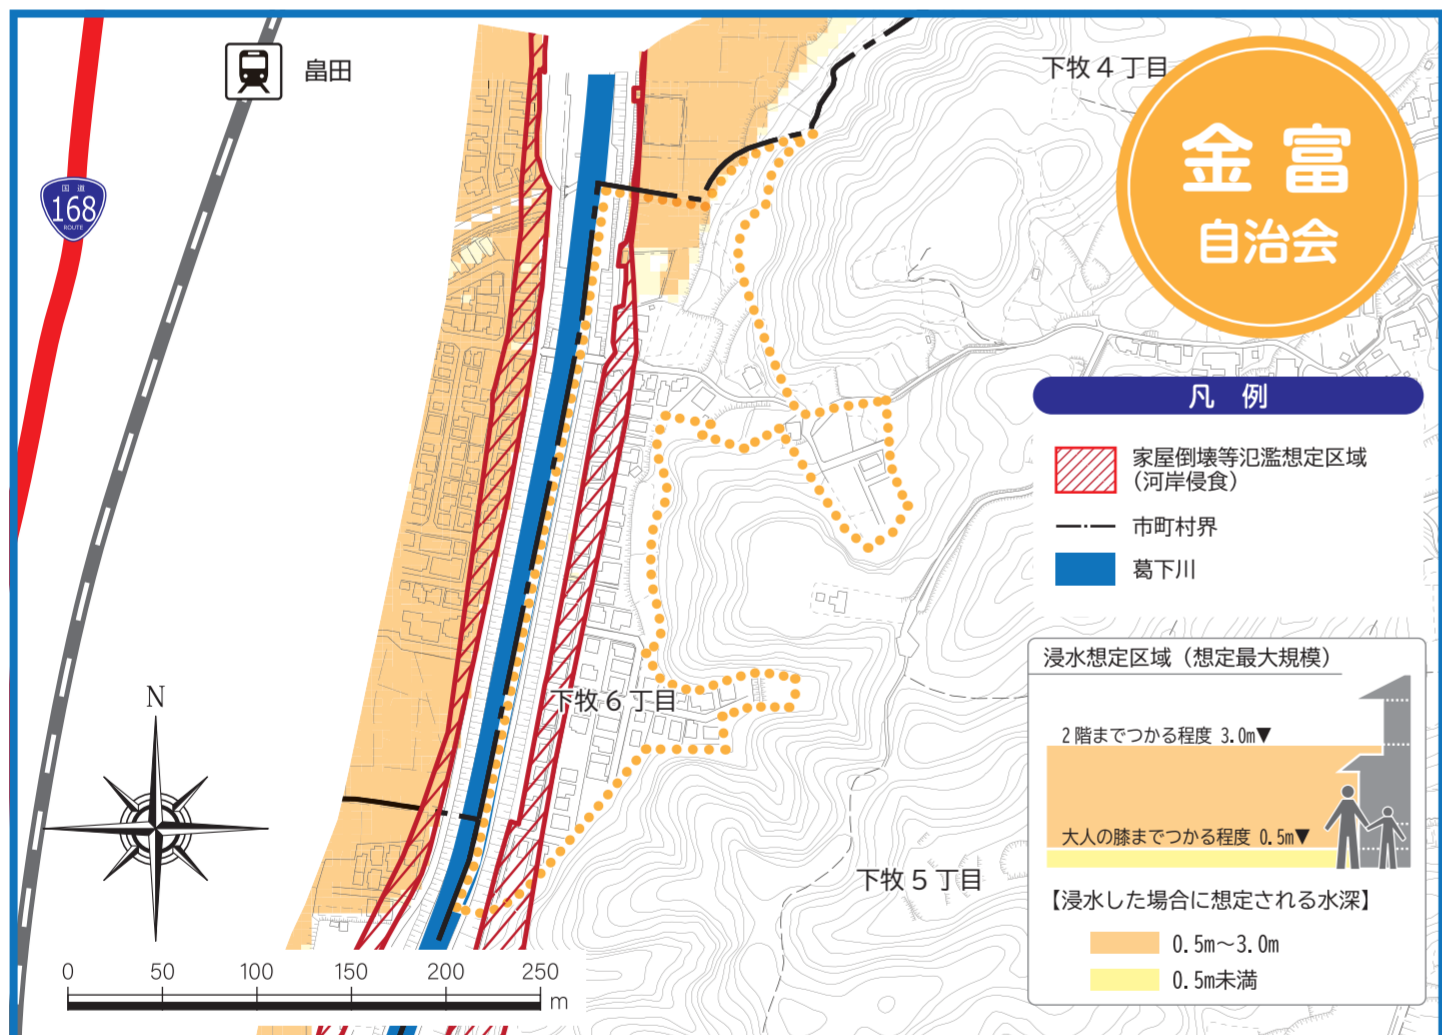 畠田
下牧4丁目
金富
自治会
国道
168
ROUTE
凡例
家屋倒壊等氾濫想定区域
（河岸侵食）
市町村界
葛下川
浸水想定区域（想定最大規模）
2階までつかる程度 3.0m▼
大人の膝までつかる程度 0.5m▼
【浸水した場合に想定される水深】
0.5m～3.0m
0.5m未満
下牧6丁目
下牧5丁目
N
0 50 100 150 200 250
m